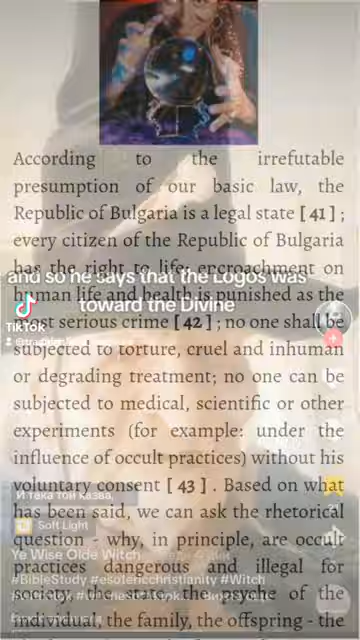 According to the irrefutable
presumption of our basic law, the
Republic of Bulgaria is a legal state [ 41 ] ;
every citizen of the Republic of Bulgaria
has the right to life; encroachment on
and so he says that the Logos was
human life and health is punished as the
toward the Divine
most serious crime [ 42 ] ; no one shall be
TikTok
subjected to torture, cruel and inhuman
or degrading treatment; no one can be
subjected to medical, scientific or other
experiments (for example: under the
influence of occult practices) without his
voluntary consent [ 43 ] . Based on what
И така той казва,
has been said, we can ask the rhetorical
Soft Light
question - why, in principle, are occult
Ye Wise Olde Witch
practices dangerous and illegal for
#BibleStudy #esotericchristianity #Witch
society, the state, the psyche of the
individual, the family, the offspring - the